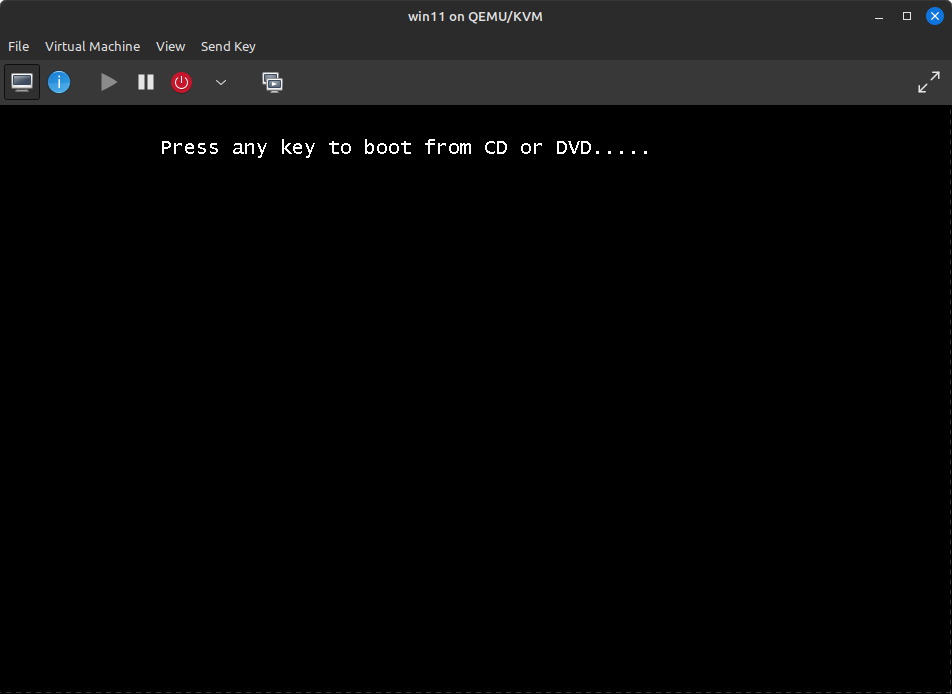 win11 on QEMU/KVM
File Virtual Machine View Send Key
Press any key to boot from CD or DVD.....